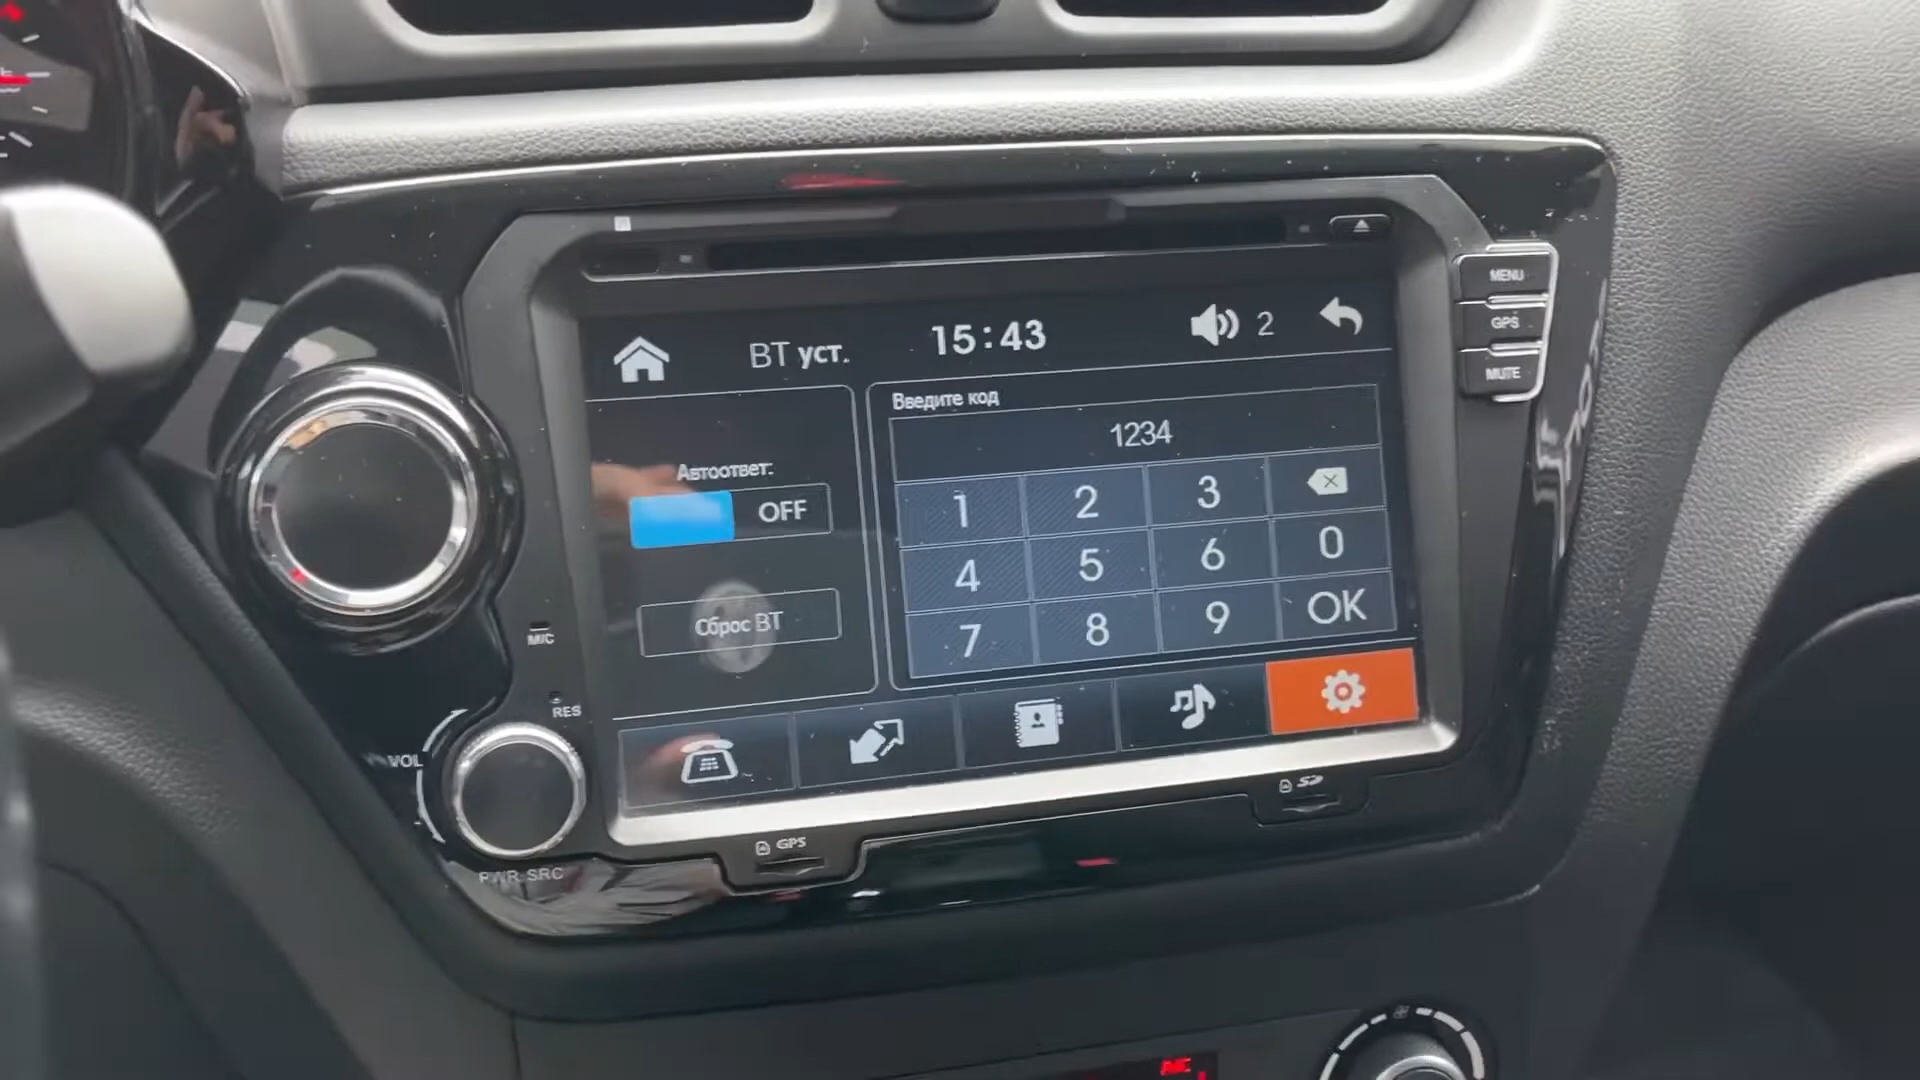 MENU
GPS
MUTE
BT уст.
15:43
2
Введите код
1234
Автоответ:
OFF
1 2 3
4 5 6 0
7 8 9 OK
Сброс BT
MIC
RES
VOL
PWR SRC
GPS
SD